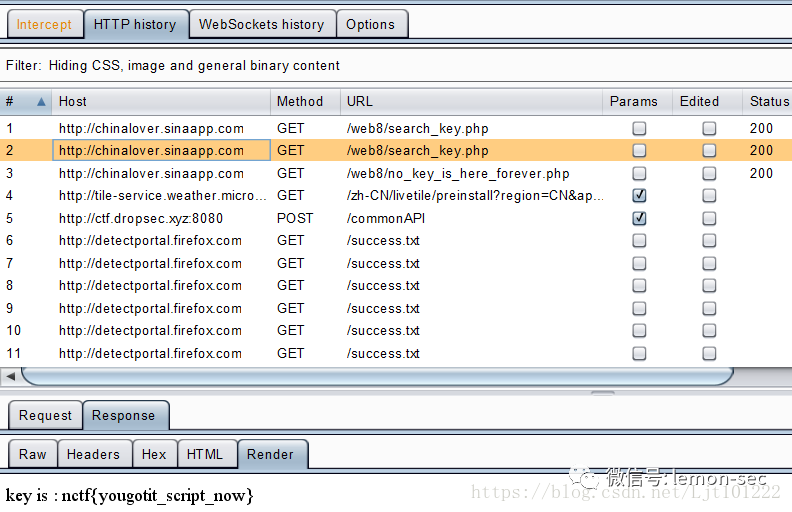 Intercept HTTP history WebSockets history Options
Filter: Hiding CSS, image and general binary content
# Host Method URL Params Edited Status
1 http://chinalover.sinaapp.com GET /web8/search_key.php 200
2 http://chinalover.sinaapp.com GET /web8/search_key.php 200
3 http://chinalover.sinaapp.com GET /web8/no_key_is_here_forever.php 200
4 http://tile-service.weather.micro... GET /zh-CN/livetile/preinstall?region=CN&ap...
5 http://ctf.dropsec.xyz:8080 POST /commonAPI
6 http://detectportal.firefox.com GET /success.txt
7 http://detectportal.firefox.com GET /success.txt
8 http://detectportal.firefox.com GET /success.txt
9 http://detectportal.firefox.com GET /success.txt
10 http://detectportal.firefox.com GET /success.txt
11 http://detectportal.firefox.com GET /success.txt
Request Response
Raw Headers Hex HTML Render
微信号: lemon-sec
key is : nctf{yougotit_script_now}
https://blog.csdn.net/Ljt101222